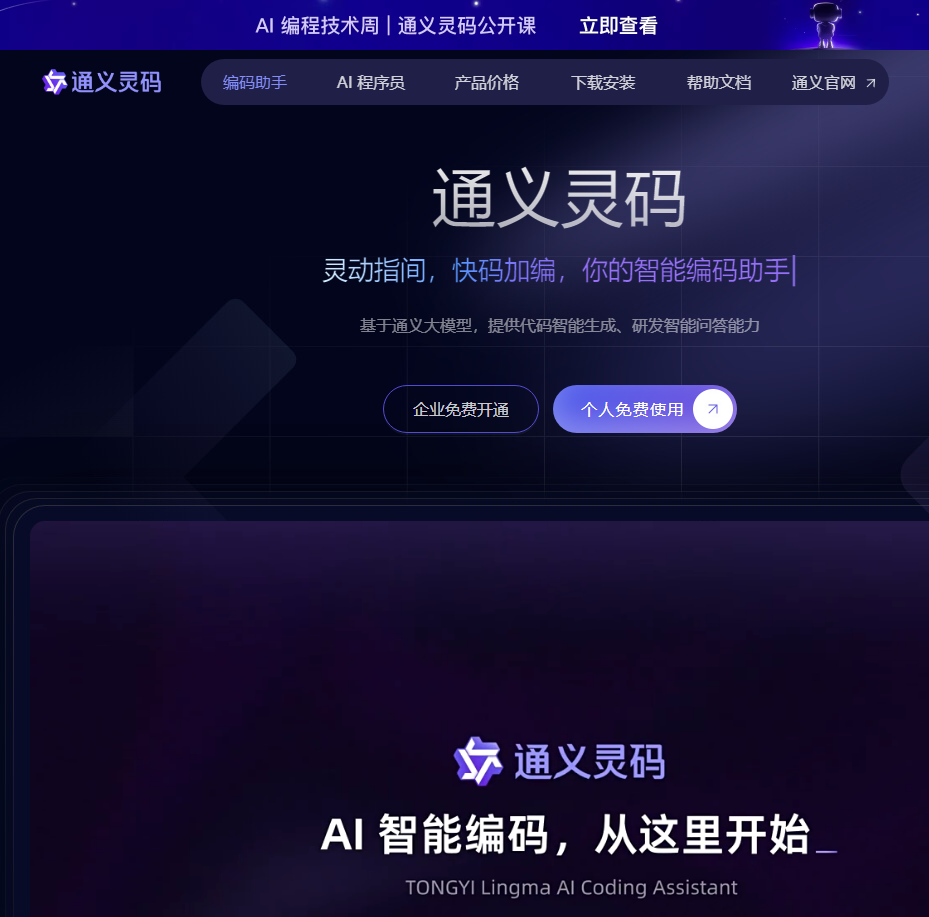 AI 编程技术周 | 通义灵码公开课 立即查看
通义灵码 编码助手 AI 程序员 产品价格 下载安装 帮助文档 通义官网
通义灵码
灵动指间，快码加编，你的智能编码助手
基于通义大模型，提供代码智能生成、研发智能问答能力
企业免费开通 个人免费使用
通义灵码
AI 智能编码，从这里开始_
TONGYI Lingma AI Coding Assistant